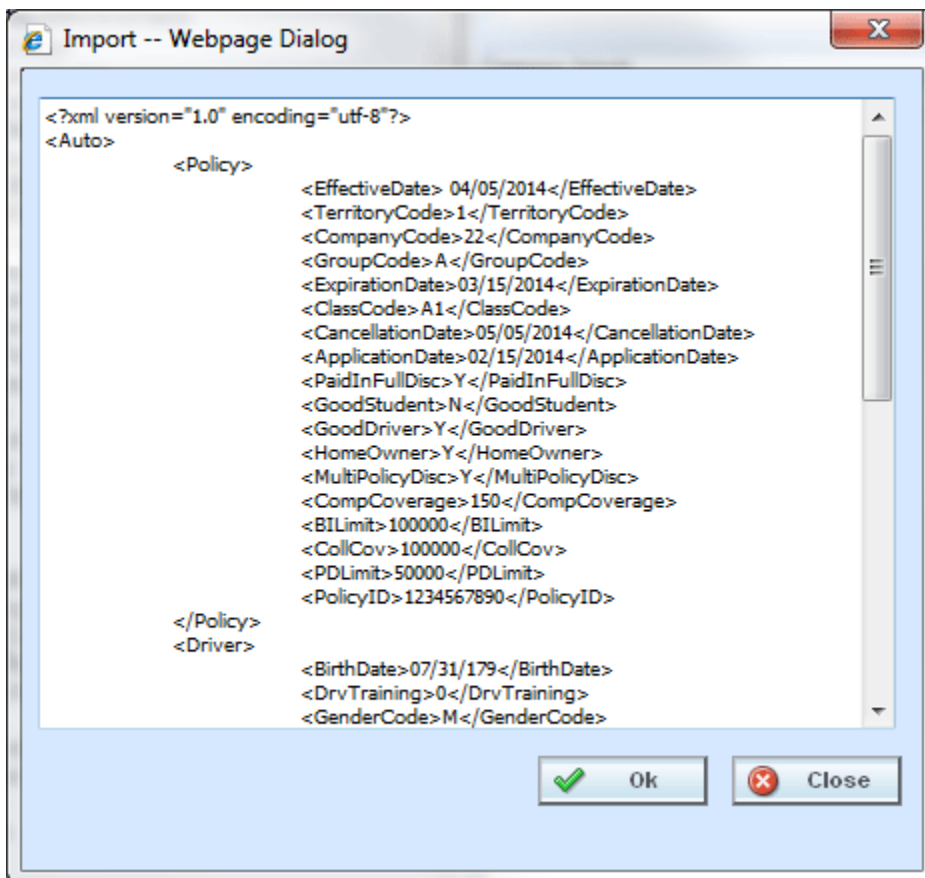 Import -- Webpage Dialog
<?xml version="1.0" encoding="utf-8"?>
<Auto>
<Policy>
<EffectiveDate> 04/05/2014</EffectiveDate>
<TerritoryCode>1</TerritoryCode>
<CompanyCode>22</CompanyCode>
<GroupCode>A</GroupCode>
<ExpirationDate>03/15/2014</ExpirationDate>
<ClassCode>A1</ClassCode>
<CancellationDate>05/05/2014</CancellationDate>
<ApplicationDate>02/15/2014</ApplicationDate>
<PaidInFullDisc>Y</PaidInFullDisc>
<GoodStudent>N</GoodStudent>
<GoodDriver>Y</GoodDriver>
<HomeOwner>Y</HomeOwner>
<MultiPolicyDisc>Y</MultiPolicyDisc>
<CompCoverage>150</CompCoverage>
<BILimit>100000</BILimit>
<CollCov>100000</CollCov>
<PDLimit>50000</PDLimit>
<PolicyID>1234567890</PolicyID>
</Policy>
<Driver>
<BirthDate>07/31/179</BirthDate>
<DrvTraining>0</DrvTraining>
<GenderCode>M</GenderCode>
Ok Close